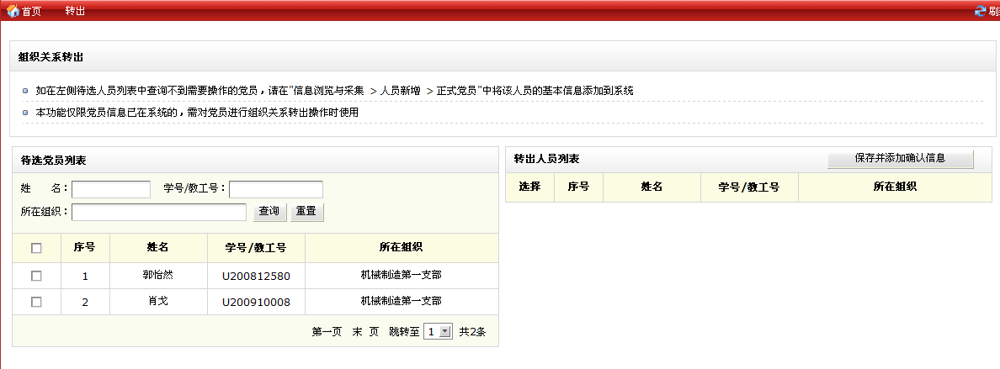 首页 转出
组织关系转出
如在左侧待选人员列表中查询不到需要操作的党员，请在"信息浏览与采集 > 人员新增 > 正式党员"中将该人员的基本信息添加到系统
本功能仅限党员信息已在系统的，需对党员进行组织关系转出操作时使用
待选党员列表
姓 名： 学号/教工号：
所在组织： 查询 重置
序号 姓名 学号/教工号 所在组织
1 郭怡然 U200812580 机械制造第一支部
2 肖戈 U200910008 机械制造第一支部
第一页 末 页 跳转至 1 共2条
转出人员列表 保存并添加确认信息
选择 序号 姓名 学号/教工号 所在组织